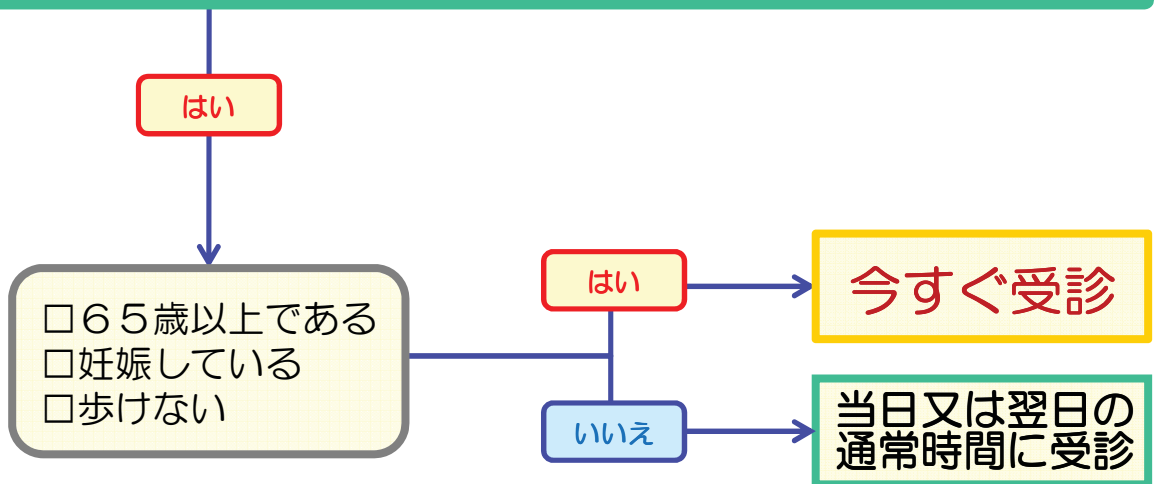 はい
□６５歳以上である
□妊娠している
□歩けない
はい
今すぐ受診
いいえ
当日又は翌日の
通常時間に受診